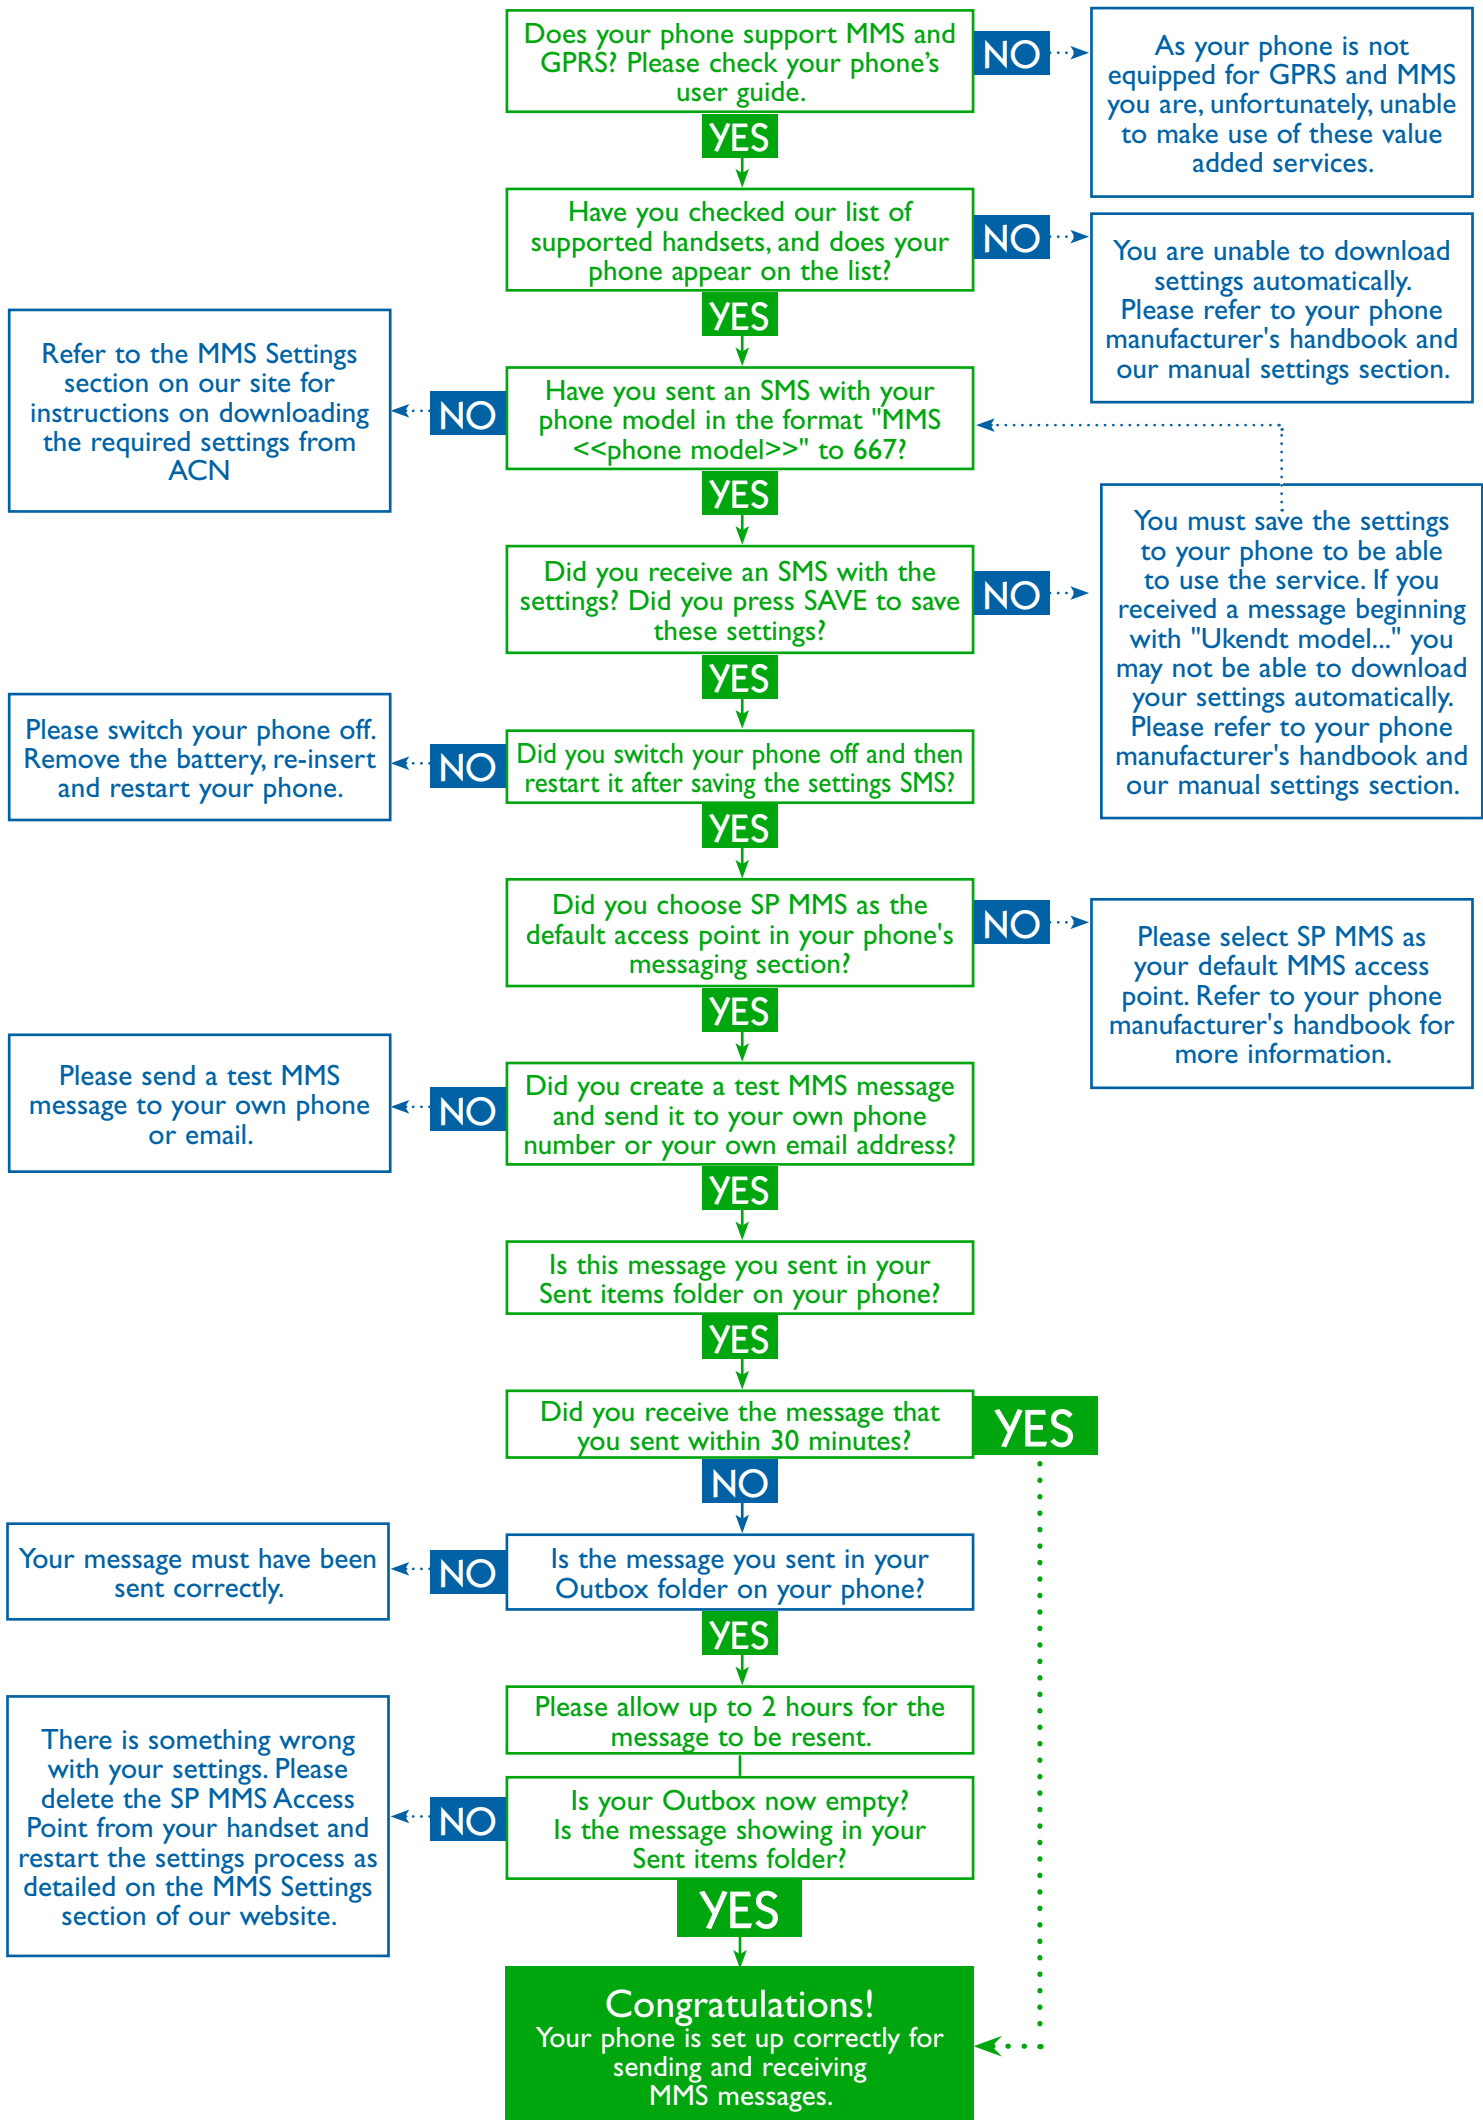 Does your phone support MMS and
GPRS? Please check your phone's
user guide.
NO
As your phone is not
equipped for GPRS and MMS
you are, unfortunately, unable
to make use of these value
added services.
YES
Have you checked our list of
supported handsets, and does your
phone appear on the list?
NO
You are unable to download
settings automatically.
Please refer to your phone
manufacturer's handbook and
our manual settings section.
YES
Have you sent an SMS with your
phone model in the format "MMS
<<phone model>>" to 667?
NO
Refer to the MMS Settings
section on our site for
instructions on downloading
the required settings from
ACN
YES
Did you receive an SMS with the
settings? Did you press SAVE to save
these settings?
NO
You must save the settings
to your phone to be able
to use the service. If you
received a message beginning
with "Ukendt model..." you
may not be able to download
your settings automatically.
Please refer to your phone
manufacturer's handbook and
our manual settings section.
YES
Did you switch your phone off and then
restart it after saving the settings SMS?
NO
Please switch your phone off.
Remove the battery, re-insert
and restart your phone.
YES
Did you choose SP MMS as the
default access point in your phone's
messaging section?
NO
Please select SP MMS as
your default MMS access
point. Refer to your phone
manufacturer's handbook for
more information.
YES
Did you create a test MMS message
and send it to your own phone
number or your own email address?
NO
Please send a test MMS
message to your own phone
or email.
YES
Is this message you sent in your
Sent items folder on your phone?
YES
Did you receive the message that
you sent within 30 minutes?
YES
NO
Is the message you sent in your
Outbox folder on your phone?
NO
Your message must have been
sent correctly.
YES
Please allow up to 2 hours for the
message to be resent.
Is your Outbox now empty?
Is the message showing in your
Sent items folder?
NO
There is something wrong
with your settings. Please
delete the SP MMS Access
Point from your handset and
restart the settings process as
detailed on the MMS Settings
section of our website.
YES
Congratulations!
Your phone is set up correctly for
sending and receiving
MMS messages.